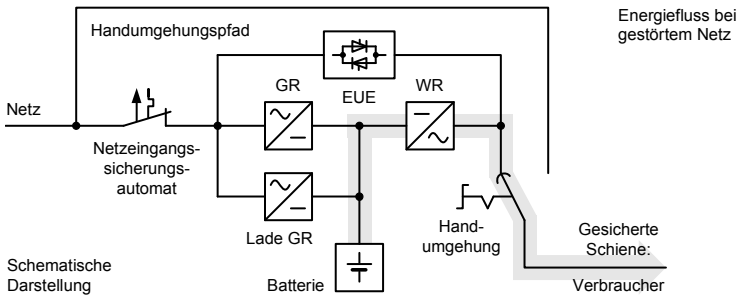 Energiefluss bei
gestörtem Netz
Handumgehungspfad
Netz
GR
EUE
WR
Netzeingangs-
sicherungs-
automat
Lade GR
Hand-
umgehung
Gesicherte
Schiene:
Schematische
Darstellung
Batterie
Verbraucher